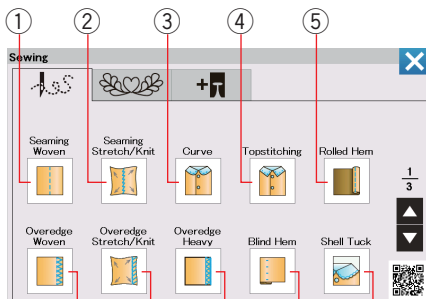 ① ② ③ ④ ⑤
Sewing
Seaming Woven
Seaming Stretch/Knit
Curve
Topstitching
Rolled Hem
1
3
Overedge Woven
Overedge Stretch/Knit
Overedge Heavy
Blind Hem
Shell Tuck